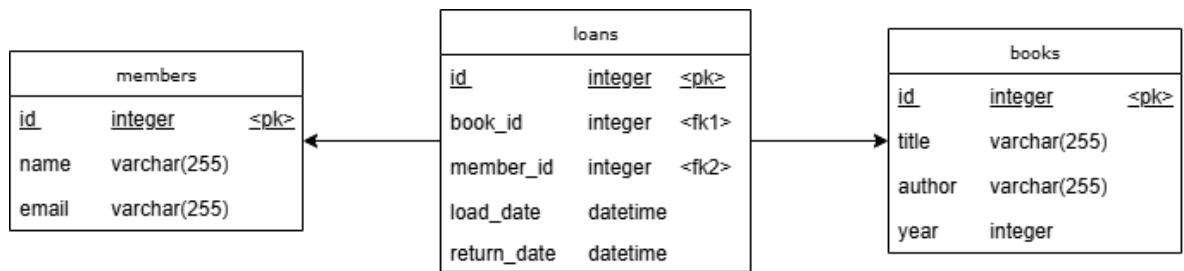 members
id integer <pk>
name varchar(255)
email varchar(255)
loans
id integer <pk>
book_id integer <fk1>
member_id integer <fk2>
load_date datetime
return_date datetime
books
id integer <pk>
title varchar(255)
author varchar(255)
year integer